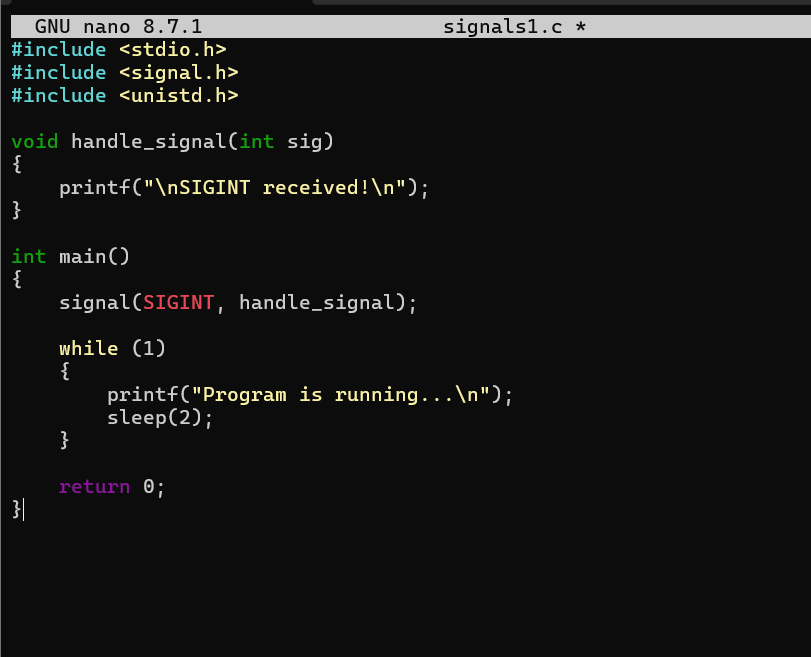 GNU nano 8.7.1 signals1.c *
#include <stdio.h>
#include <signal.h>
#include <unistd.h>

void handle_signal(int sig)
{
    printf("\nSIGINT received!\n");
}

int main()
{
    signal(SIGINT, handle_signal);

    while (1)
    {
        printf("Program is running...\n");
        sleep(2);
    }

    return 0;
}